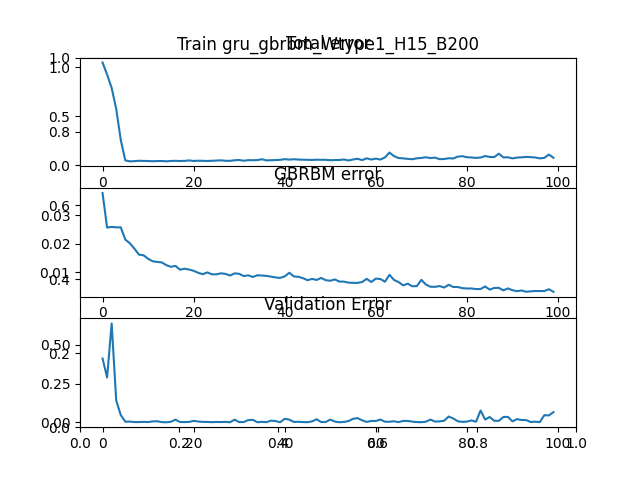 Train gru_gbrbm_Wtype1_H15_B200
Total error
1.0
1.0
0.5
0.8
0.0
0 20 40 60 80 100
GBRBM error
0.6
0.03
0.02
0.01
0.4
0 20 40 60 80 100
Validation Error
0.50
0.2
0.25
0.00
0.0
0.0 0 0.2 20 0.4 40 0.6 60 0.8 80 100 1.0